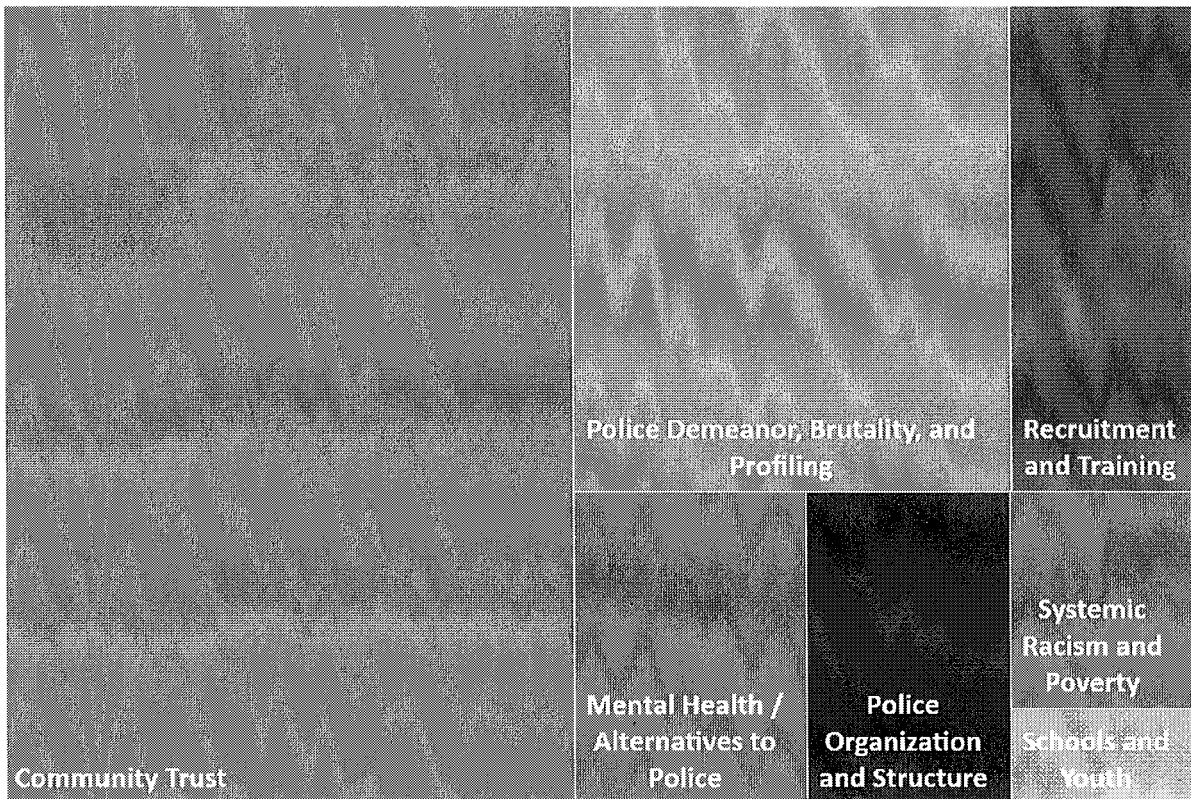 Community Trust
Police Demeanor, Brutality, and
Profiling
Recruitment
and Training
Mental Health /
Alternatives to
Police
Police
Organization
and Structure
Systemic
Racism and
Poverty
Schools and
Youth